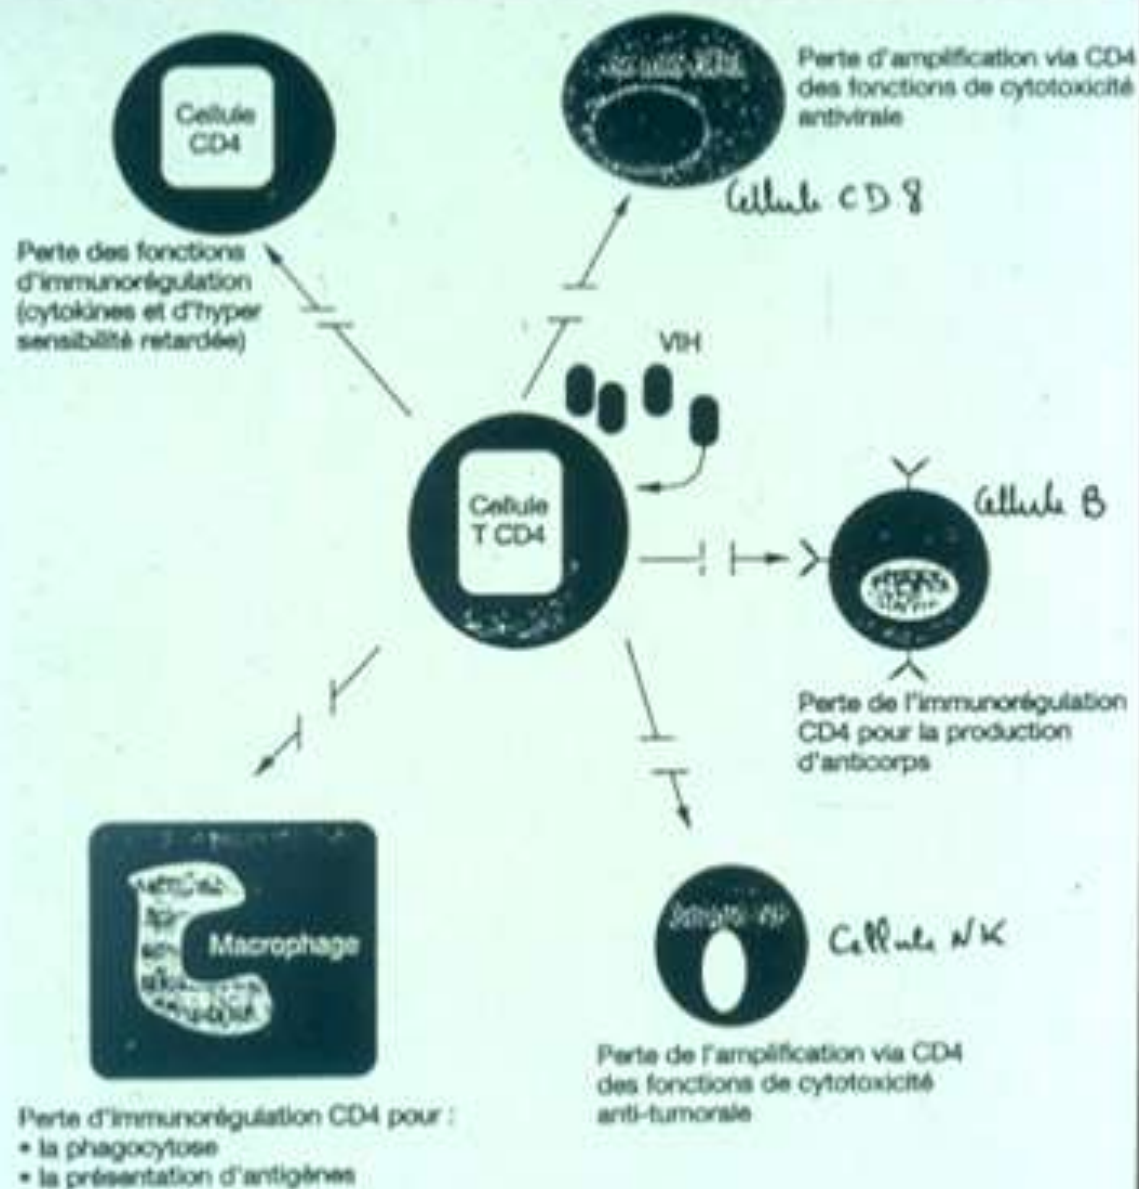 Cellule
CD4
Perte des fonctions
d'immunorégulation
(cytokines et d'hyper
sensibilité retardée)
Perte d'amplification via CD4
des fonctions de cytotoxicité
antivirale
Cellule CD 8
VIH
Cellule
T CD4
Cellule B
Perte de l'immunorégulation
CD4 pour la production
d'anticorps
Macrophage
Perte d'immunorégulation CD4 pour :
• la phagocytose
• la présentation d'antigènes
Cellule NK
Perte de l'amplification via CD4
des fonctions de cytotoxicité
anti-tumorale